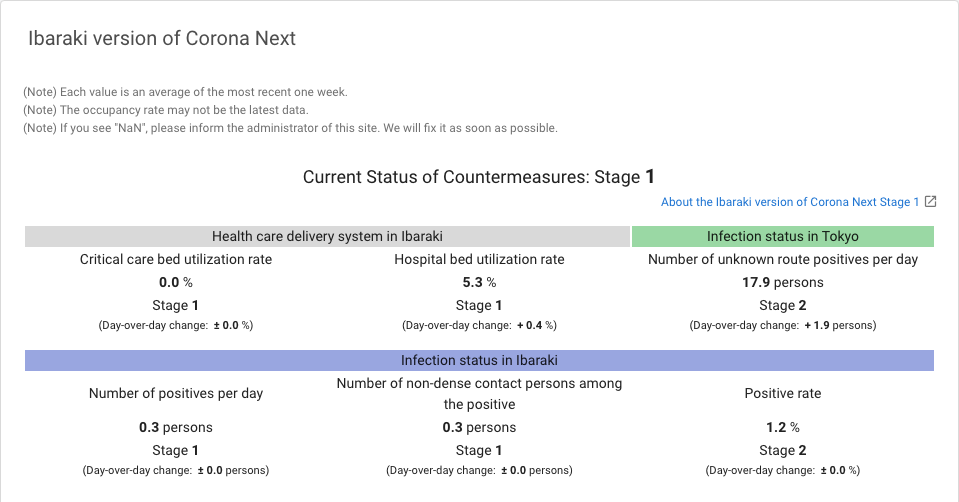 Ibaraki version of Corona Next
(Note) Each value is an average of the most recent one week.
(Note) The occupancy rate may not be the latest data.
(Note) If you see "NaN", please inform the administrator of this site. We will fix it as soon as possible.
Current Status of Countermeasures: Stage 1
About the Ibaraki version of Corona Next Stage 1
Health care delivery system in Ibaraki
Infection status in Tokyo
Critical care bed utilization rate
Hospital bed utilization rate
Number of unknown route positives per day
0.0 %
5.3 %
17.9 persons
Stage 1
Stage 1
Stage 2
(Day-over-day change: ± 0.0 %)
(Day-over-day change: + 0.4 %)
(Day-over-day change: + 1.9 persons)
Infection status in Ibaraki
Number of positives per day
Number of non-dense contact persons among
the positive
Positive rate
0.3 persons
0.3 persons
1.2 %
Stage 1
Stage 1
Stage 2
(Day-over-day change: ± 0.0 persons)
(Day-over-day change: ± 0.0 persons)
(Day-over-day change: ± 0.0 %)